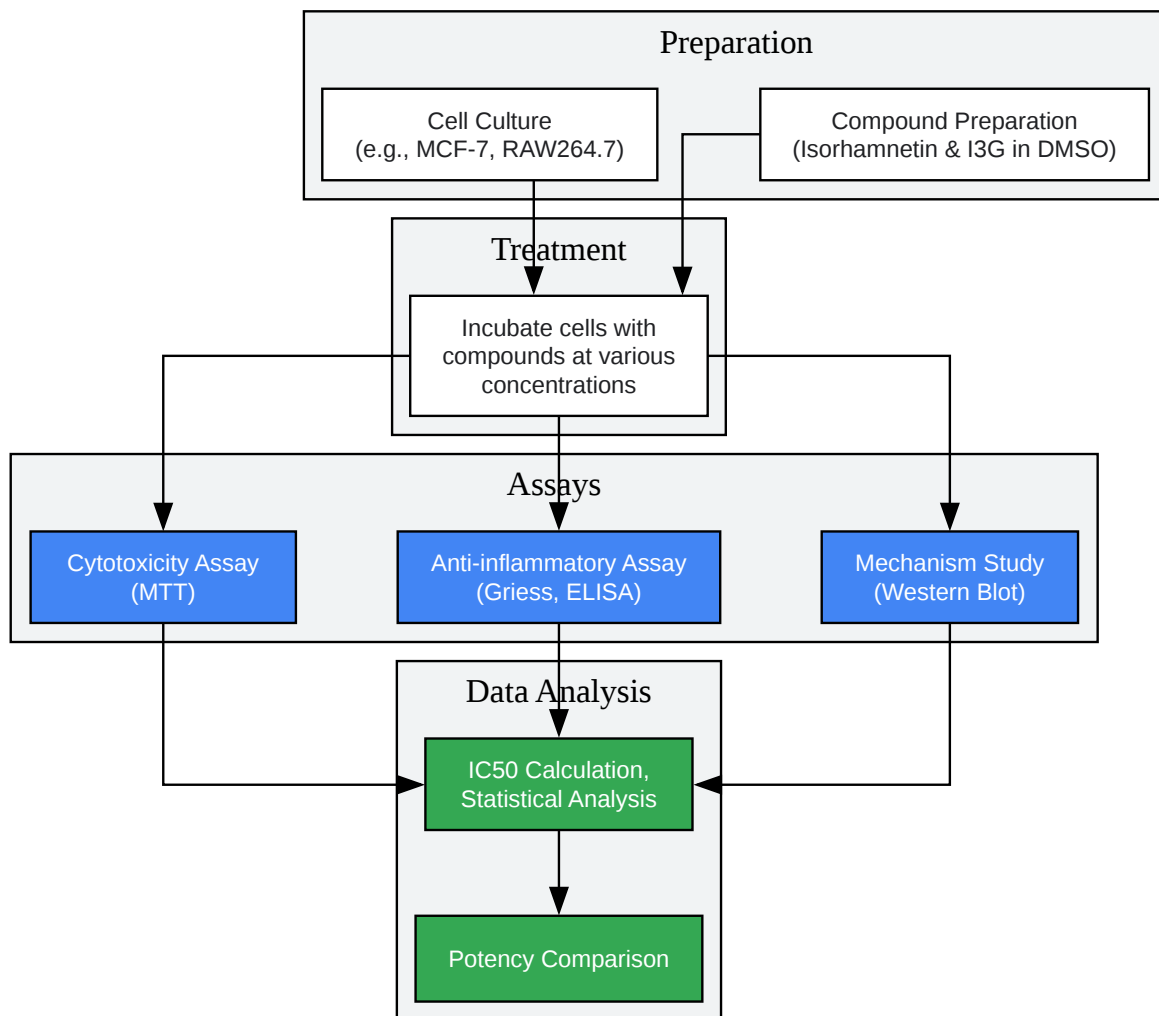 Preparation
Cell Culture
(e.g., MCF-7, RAW264.7)
Compound Preparation
(Isorhamnetin & I3G in DMSO)
Treatment
Incubate cells with
compounds at various
concentrations
Assays
Cytotoxicity Assay
(MTT)
Anti-inflammatory Assay
(Griess, ELISA)
Mechanism Study
(Western Blot)
Data Analysis
IC50 Calculation,
Statistical Analysis
Potency Comparison